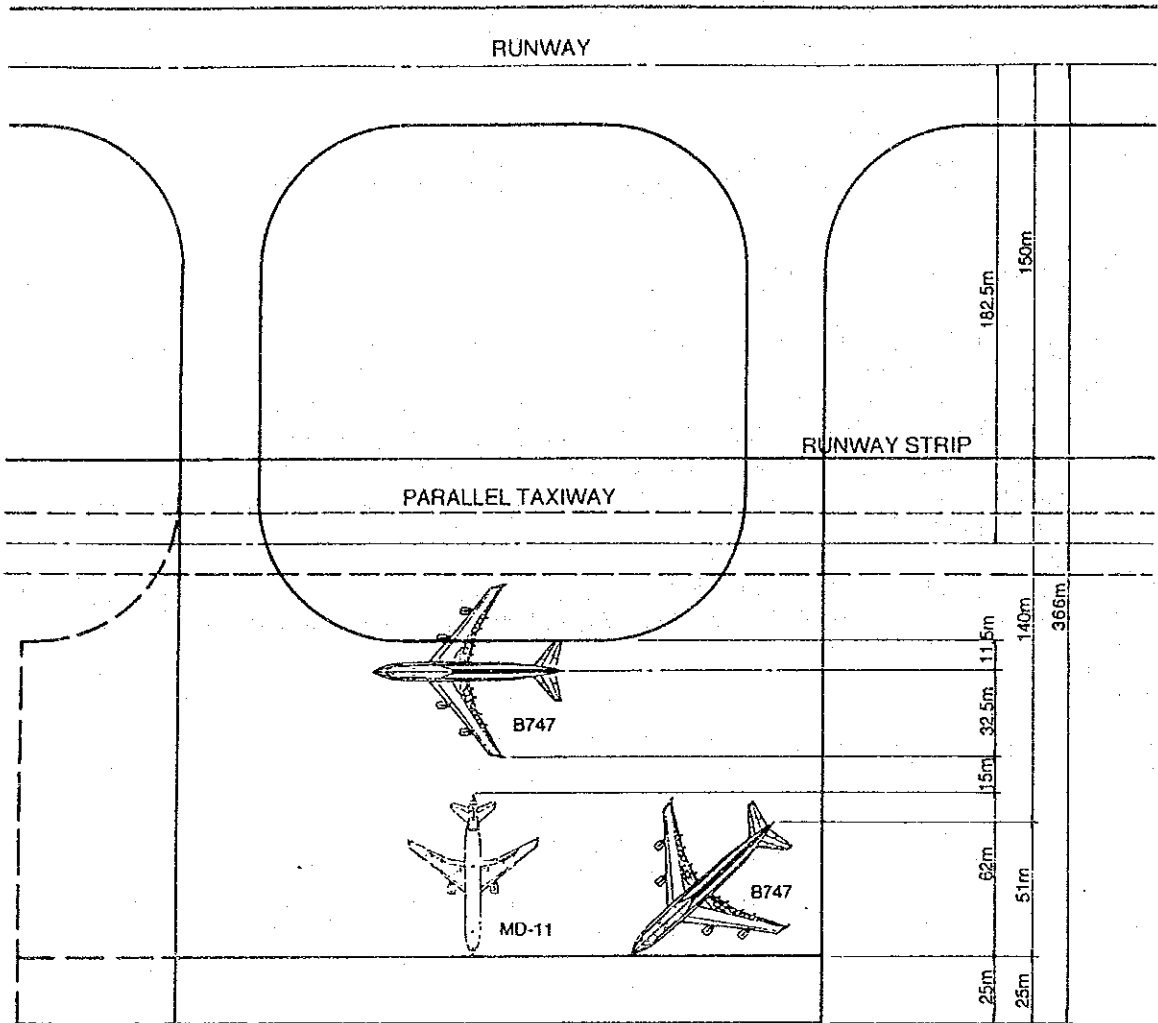 RUNWAY
182.5m
150m
RUNWAY STRIP
PARALLEL TAXIWAY
366m
140m
11.5m
32.5m
B747
15m
62m
51m
B747
MD-11
25m
25m